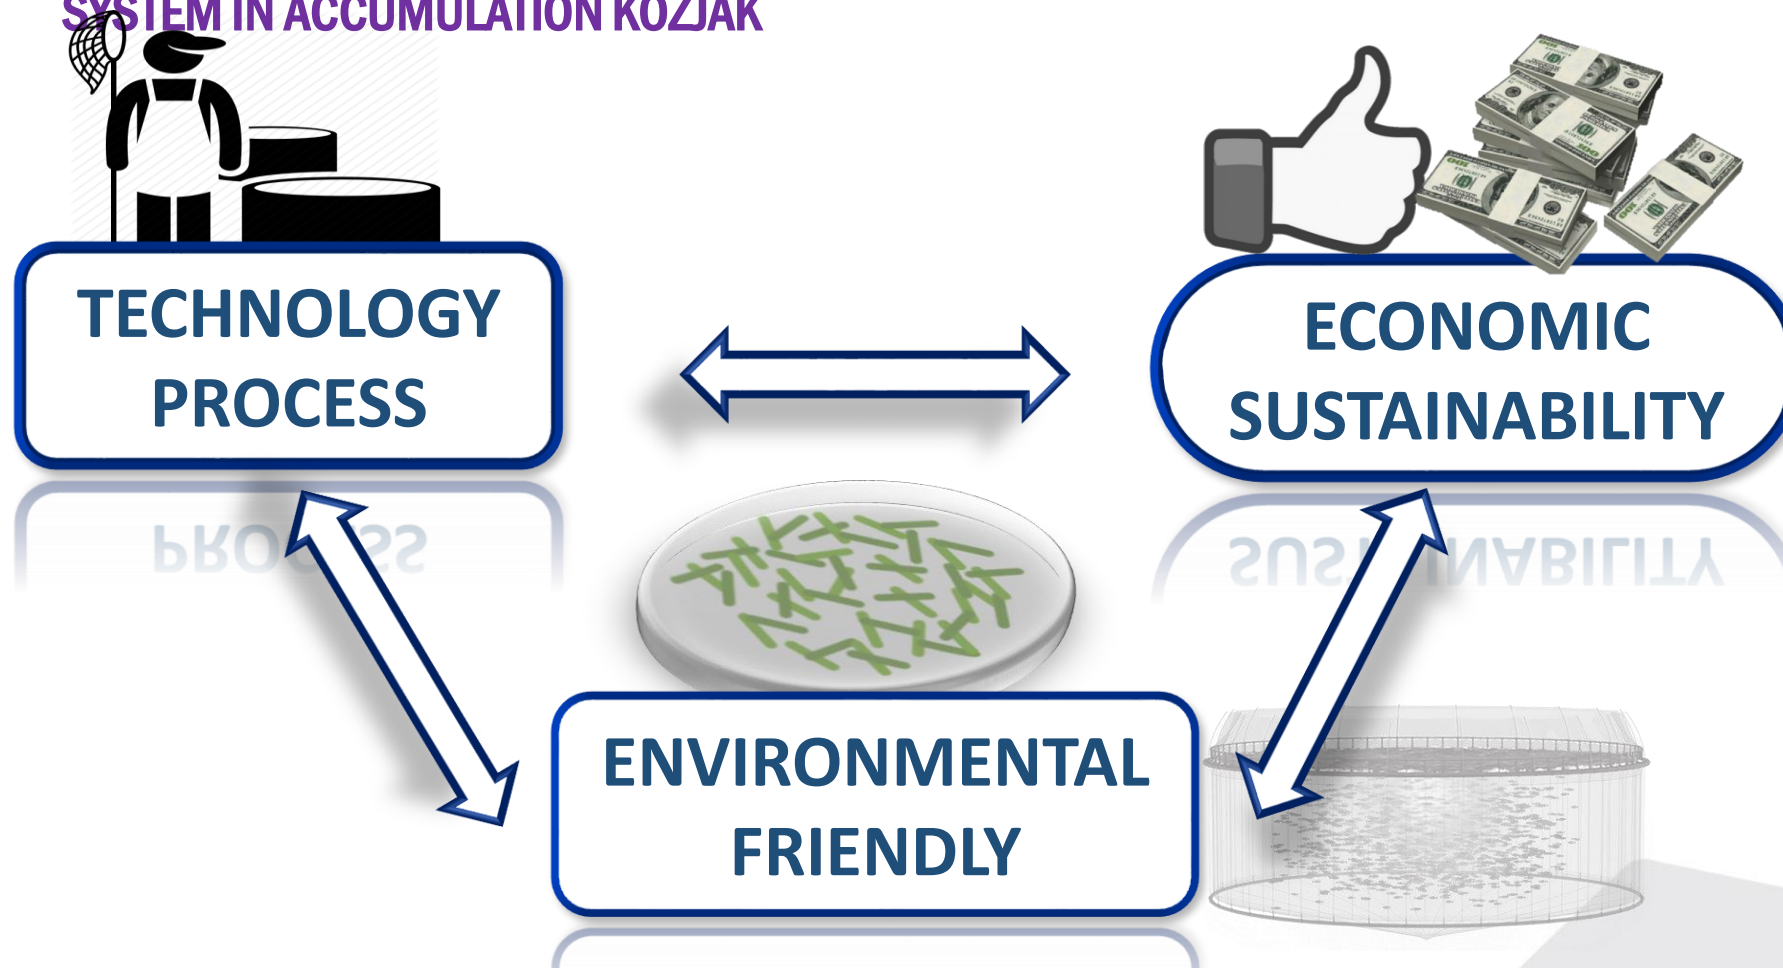 SYSTEM IN ACCUMULATION KOZJAK
TECHNOLOGY
PROCESS
ECONOMIC
SUSTAINABILITY
ENVIRONMENTAL
FRIENDLY